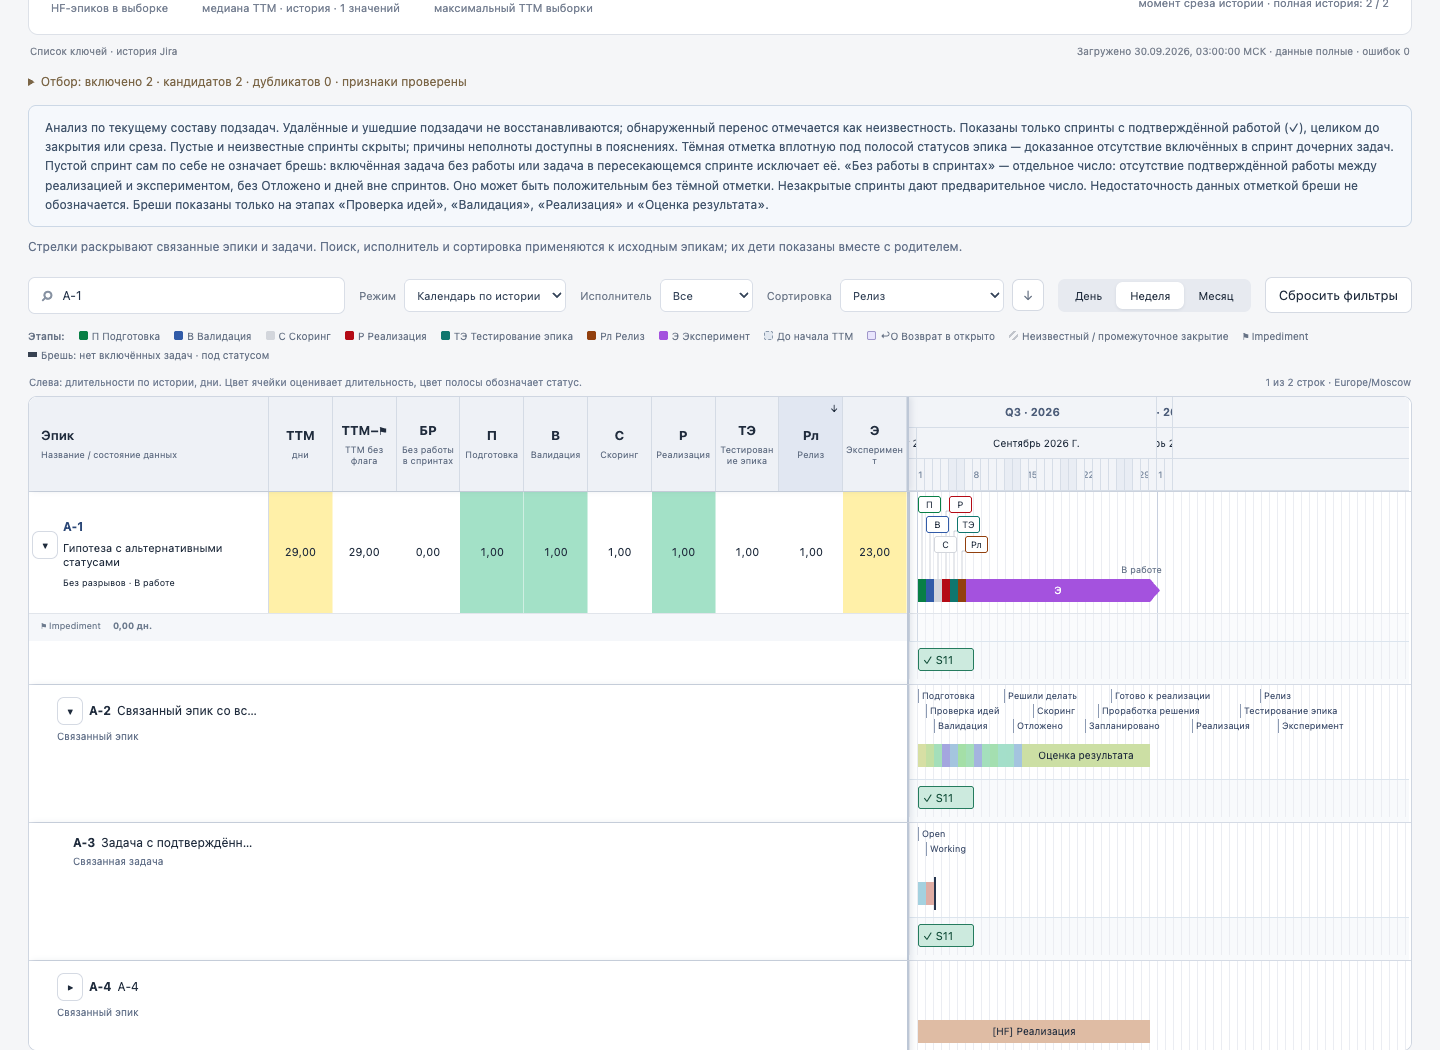 HF-эпиков в выборке
медиана TTM · история · 1 значений
максимальный TTM выборки
момент среза истории · полная история: 2 / 2
Список ключей · история Jira
Загружено 30.09.2026, 03:00:00 МСК · данные полные · ошибок 0
▶ Отбор: включено 2 · кандидатов 2 · дубликатов 0 · признаки проверены
Анализ по текущему составу подзадач. Удалённые и ушедшие подзадачи не восстанавливаются; обнаруженный перенос отмечается как неизвестность. Показаны только спринты с подтверждённой работой (✓), целиком до
закрытия или среза. Пустые и неизвестные спринты скрыты; причины неполноты доступны в пояснениях. Тёмная отметка вплотную под полосой статусов эпика — доказанное отсутствие включённых в спринт дочерних задач.
Пустой спринт сам по себе не означает брешь: включённая задача без работы или задача в пересекающемся спринте исключает её. «Без работы в спринтах» — отдельное число: отсутствие подтверждённой работы между
реализацией и экспериментом, без Отложено и дней вне спринтов. Оно может быть положительным без тёмной отметки. Незакрытые спринты дают предварительное число. Недостаточность данных отметкой бреши не
обозначается. Бреши показаны только на этапах «Проверка идей», «Валидация», «Реализация» и «Оценка результата».
Стрелки раскрывают связанные эпики и задачи. Поиск, исполнитель и сортировка применяются к исходным эпикам; их дети показаны вместе с родителем.
A-1
Режим
Календарь по истории
Исполнитель
Все
Сортировка
Релиз
↓
День
Неделя
Месяц
Сбросить фильтры
Этапы: П Подготовка В Валидация С Скоринг Р Реализация ТЭ Тестирование эпика Рл Релиз Э Эксперимент До начала TTM ↩О Возврат в открыто Неизвестный / промежуточное закрытие ⚑ Impediment
Брешь: нет включённых задач · под статусом
Слева: длительности по истории, дни. Цвет ячейки оценивает длительность, цвет полосы обозначает статус.
1 из 2 строк · Europe/Moscow
Эпик
Название / состояние данных
TTM
дни
TTM−⚑
TTM без
флага
БР
Без работы
в спринтах
П
Подготовка
В
Валидация
С
Скоринг
Р
Реализация
ТЭ
Тестирован
ие эпика
↓
Рл
Релиз
Э
Эксперимен
т
Q3 · 2026
Сентябрь 2026 г.
1 8 15 22 29 1
A-1
Гипотеза с альтернативными
статусами
Без разрывов · В работе
29,00 29,00 0,00 1,00 1,00 1,00 1,00 1,00 1,00 23,00
П Р
В ТЭ
С Рл
В работе
Э
⚑ Impediment 0,00 дн.
✓ S11
A-2 Связанный эпик со вс…
Связанный эпик
Подготовка Решили делать Готово к реализации Релиз
Проверка идей Скоринг Проработка решения Тестирование эпика
Валидация Отложено Запланировано Реализация Эксперимент
Оценка результата
✓ S11
A-3 Задача с подтверждённ…
Связанная задача
Open
Working
✓ S11
A-4 A-4
Связанный эпик
[HF] Реализация